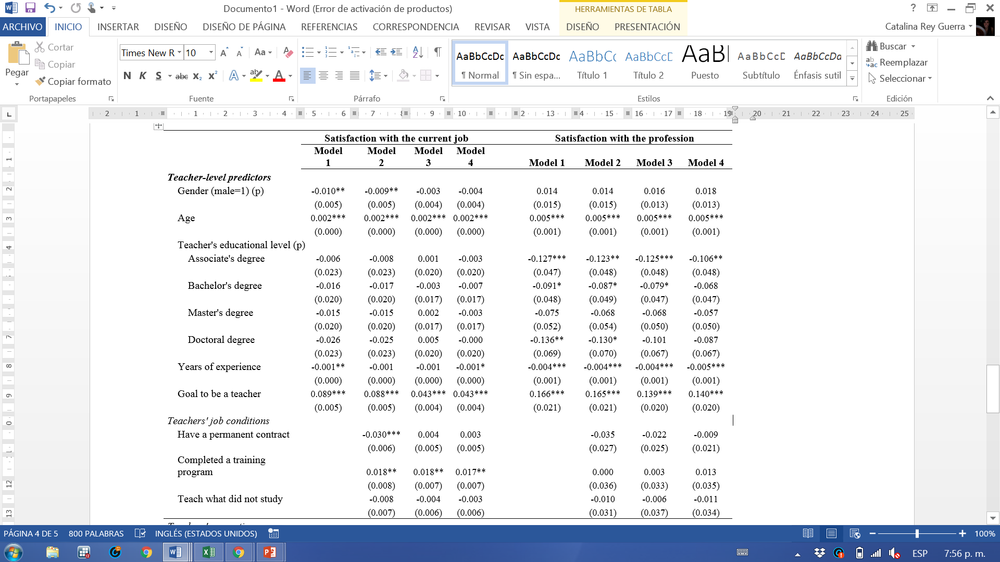 Documento1 - Word (Error de activación de productos)
HERRAMIENTAS DE TABLA
?
ARCHIVO INICIO INSERTAR DISEÑO DISEÑO DE PÁGINA REFERENCIAS CORRESPONDENCIA REVISAR VISTA DISEÑO PRESENTACIÓN Catalina Rey Guerra
Pegar
Cortar
Copiar
Copiar formato
Portapapeles
Times New R 10 Aa
N K S abc x₂ x² A ab A
Fuente
Párrafo
AaBbCcDc AaBbCcDc AaBbCc AaBbCcD AaB AaBbCcD AaBbCcDa
¶ Normal ¶ Sin espa... Título 1 Título 2 Puesto Subtítulo Énfasis sutil
Estilos
Buscar
Reemplazar
Seleccionar
Edición
2 1 1 2 3 4 5 6 7 8 9 10 2 13 4 15 16 17 18 19 20 21 22 23 24 25
Satisfaction with the current job Satisfaction with the profession
Model 1 Model 2 Model 3 Model 4 Model 1 Model 2 Model 3 Model 4
Teacher-level predictors
Gender (male=1) (p) -0.010** -0.009** -0.003 -0.004 0.014 0.014 0.016 0.018
(0.005) (0.005) (0.004) (0.004) (0.015) (0.015) (0.013) (0.013)
Age 0.002*** 0.002*** 0.002*** 0.002*** 0.005*** 0.005*** 0.005*** 0.005***
(0.000) (0.000) (0.000) (0.000) (0.001) (0.001) (0.001) (0.001)
Teacher's educational level (p)
Associate's degree -0.006 -0.008 0.001 -0.003 -0.127*** -0.123** -0.125*** -0.106**
(0.023) (0.023) (0.020) (0.020) (0.047) (0.048) (0.048) (0.048)
Bachelor's degree -0.016 -0.017 -0.003 -0.007 -0.091* -0.087* -0.079* -0.068
(0.020) (0.020) (0.017) (0.017) (0.048) (0.049) (0.047) (0.047)
Master's degree -0.015 -0.015 0.002 -0.003 -0.075 -0.068 -0.068 -0.057
(0.020) (0.020) (0.017) (0.017) (0.052) (0.054) (0.050) (0.050)
Doctoral degree -0.026 -0.025 0.005 -0.000 -0.136** -0.130* -0.101 -0.087
(0.023) (0.023) (0.020) (0.020) (0.069) (0.070) (0.067) (0.067)
Years of experience -0.001** -0.001 -0.001 -0.001* -0.004*** -0.004*** -0.004*** -0.005***
(0.000) (0.000) (0.000) (0.000) (0.001) (0.001) (0.001) (0.001)
Goal to be a teacher 0.089*** 0.088*** 0.043*** 0.043*** 0.166*** 0.165*** 0.139*** 0.140***
(0.005) (0.005) (0.004) (0.004) (0.021) (0.021) (0.020) (0.020)
Teachers' job conditions
Have a permanent contract -0.030*** 0.004 0.003 -0.035 -0.022 -0.009
(0.006) (0.005) (0.005) (0.027) (0.025) (0.021)
Completed a training
program 0.018** 0.018** 0.017** 0.000 0.003 0.013
(0.008) (0.007) (0.007) (0.036) (0.033) (0.035)
Teach what did not study -0.008 -0.004 -0.003 -0.010 -0.006 -0.011
(0.007) (0.006) (0.006) (0.031) (0.037) (0.034)
PÁGINA 4 DE 5 800 PALABRAS INGLÉS (ESTADOS UNIDOS) 100%
ESP 7:56 p. m.